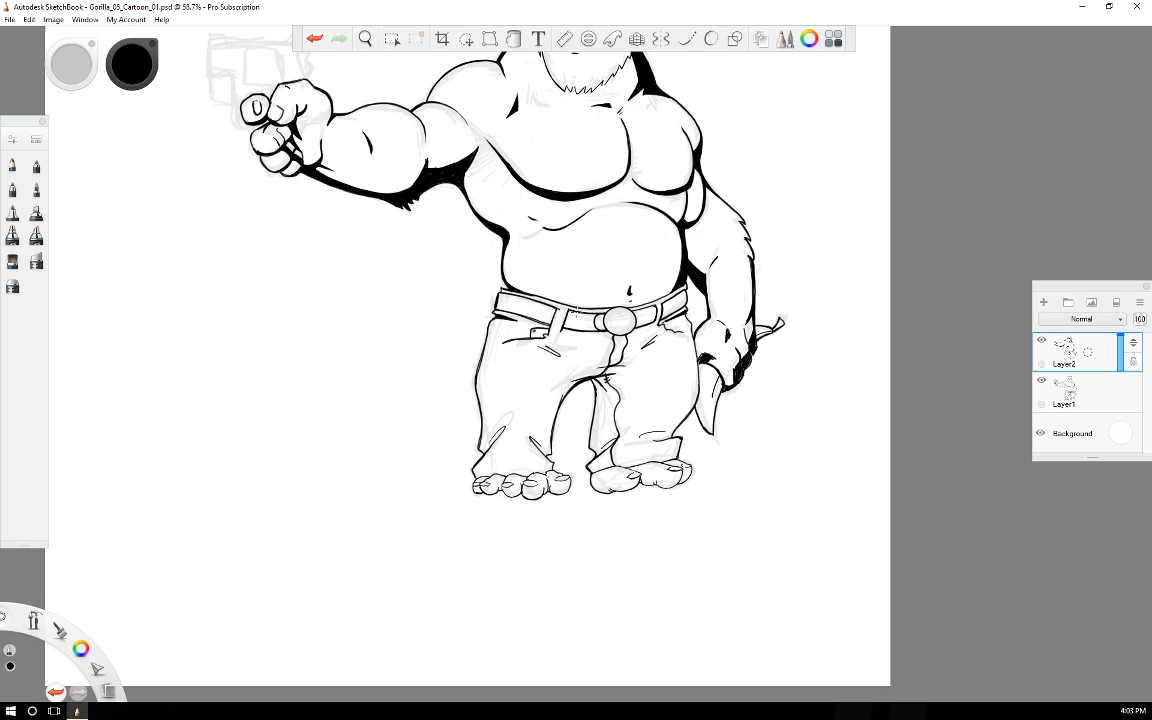 Autodesk SketchBook - Gorilla_05_Cartoon_01.psd @ 58.7% - Pro Subscription
File Edit Image Window My Account Help
T
Normal
100
Layer2
Layer1
Background
4:03 PM